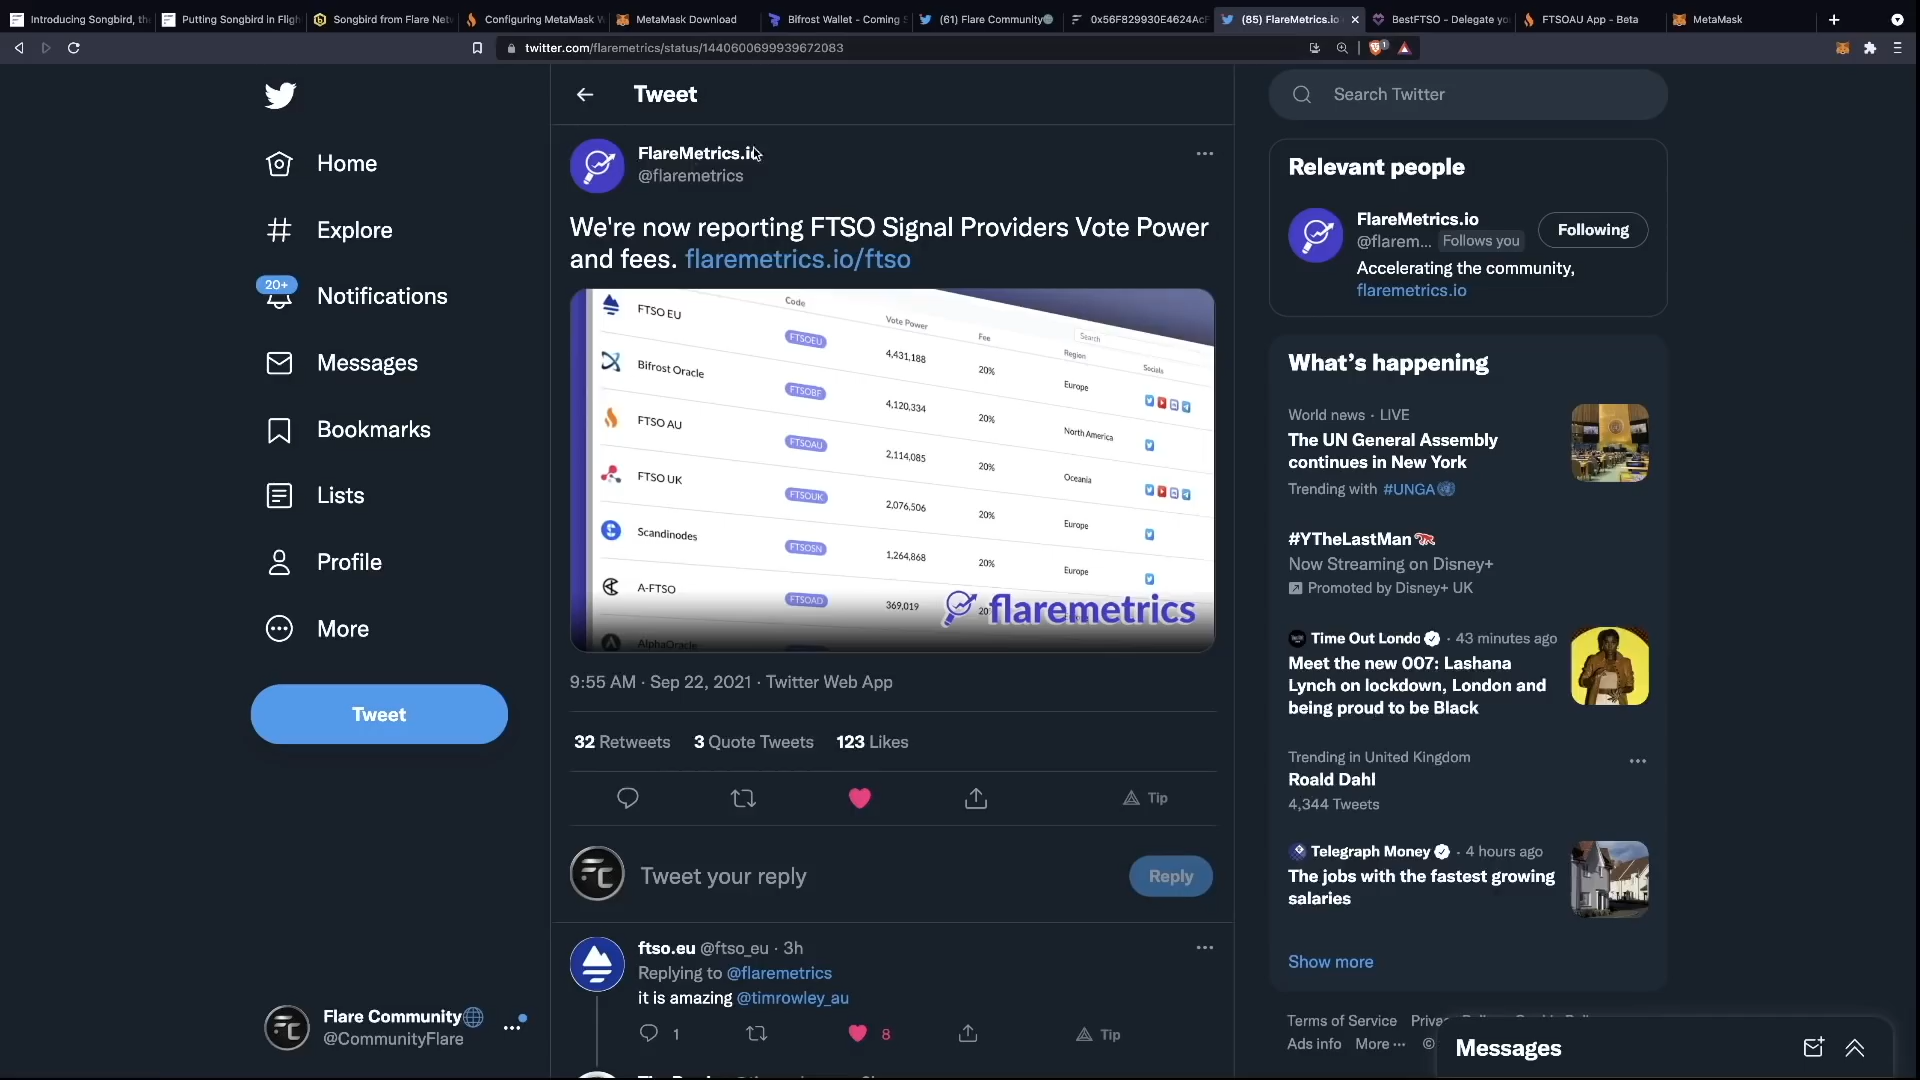 Introducing Songbird, the
Putting Songbird in Fligh
Songbird from Flare Netw
Configuring MetaMask W
MetaMask Download
Bifrost Wallet - Coming S
(61) Flare Community
0x56F829930E4624AcF
(85) FlareMetrics.io
BestFTSO - Delegate yo
FTSOAU App - Beta
MetaMask
twitter.com/flaremetrics/status/1440600699939672083
Home
Explore
20+
Notifications
Messages
Bookmarks
Lists
Profile
More
Tweet
Flare Community
@CommunityFlare
Tweet
FlareMetrics.io
@flaremetrics
We're now reporting FTSO Signal Providers Vote Power
and fees. flaremetrics.io/ftso
Code
Vote Power
Fee
Search
Region
Socials
FTSO EU
FTSOEU
4,431,188
20%
Europe
Bifrost Oracle
FTSOBF
4,120,334
20%
North America
FTSO AU
FTSOAU
2,114,085
20%
Oceania
FTSO UK
FTSOUK
2,076,506
20%
Europe
Scandinodes
FTSOSN
1,264,868
20%
Europe
A-FTSO
FTSOAD
369,019
20
flaremetrics
AlphaOracle
9:55 AM · Sep 22, 2021 · Twitter Web App
32 Retweets 3 Quote Tweets 123 Likes
Tip
Tweet your reply
Reply
ftso.eu @ftso_eu · 3h
Replying to @flaremetrics
it is amazing @timrowley_au
1
8
Tip
Search Twitter
Relevant people
FlareMetrics.io
@flarem... Follows you
Following
Accelerating the community,
flaremetrics.io
What's happening
World news · LIVE
The UN General Assembly
continues in New York
Trending with #UNGA
#YTheLastMan
Now Streaming on Disney+
Promoted by Disney+ UK
Time Out Londo · 43 minutes ago
Meet the new 007: Lashana
Lynch on lockdown, London and
being proud to be Black
Trending in United Kingdom
Roald Dahl
4,344 Tweets
Telegraph Money · 4 hours ago
The jobs with the fastest growing
salaries
Show more
Terms of Service
Ads info More ··· ©
Messages